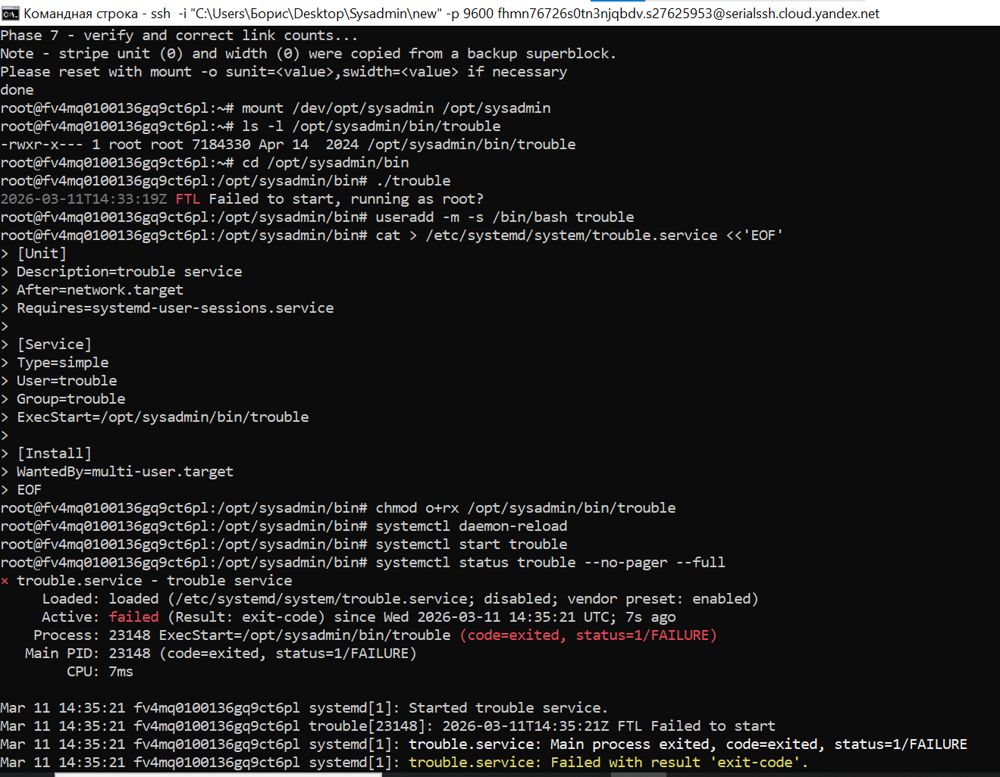 Командная строка - ssh  -i "C:\Users\Борис\Desktop\Sysadmin\new" -p 9600 fhmn76726s0tn3njqbdv.s27625953@serialssh.cloud.yandex.net
Phase 7 - verify and correct link counts...
Note - stripe unit (0) and width (0) were copied from a backup superblock.
Please reset with mount -o sunit=<value>,swidth=<value> if necessary
done
root@fv4mq0100136gq9ct6pl:~# mount /dev/opt/sysadmin /opt/sysadmin
root@fv4mq0100136gq9ct6pl:~# ls -l /opt/sysadmin/bin/trouble
-rwxr-x--- 1 root root 7184330 Apr 14  2024 /opt/sysadmin/bin/trouble
root@fv4mq0100136gq9ct6pl:~# cd /opt/sysadmin/bin
root@fv4mq0100136gq9ct6pl:/opt/sysadmin/bin# ./trouble
2026-03-11T14:33:19Z FTL Failed to start, running as root?
root@fv4mq0100136gq9ct6pl:/opt/sysadmin/bin# useradd -m -s /bin/bash trouble
root@fv4mq0100136gq9ct6pl:/opt/sysadmin/bin# cat > /etc/systemd/system/trouble.service <<'EOF'
> [Unit]
> Description=trouble service
> After=network.target
> Requires=systemd-user-sessions.service
>
> [Service]
> Type=simple
> User=trouble
> Group=trouble
> ExecStart=/opt/sysadmin/bin/trouble
>
> [Install]
> WantedBy=multi-user.target
> EOF
root@fv4mq0100136gq9ct6pl:/opt/sysadmin/bin# chmod o+rx /opt/sysadmin/bin/trouble
root@fv4mq0100136gq9ct6pl:/opt/sysadmin/bin# systemctl daemon-reload
root@fv4mq0100136gq9ct6pl:/opt/sysadmin/bin# systemctl start trouble
root@fv4mq0100136gq9ct6pl:/opt/sysadmin/bin# systemctl status trouble --no-pager --full
× trouble.service - trouble service
     Loaded: loaded (/etc/systemd/system/trouble.service; disabled; vendor preset: enabled)
     Active: failed (Result: exit-code) since Wed 2026-03-11 14:35:21 UTC; 7s ago
    Process: 23148 ExecStart=/opt/sysadmin/bin/trouble (code=exited, status=1/FAILURE)
   Main PID: 23148 (code=exited, status=1/FAILURE)
        CPU: 7ms

Mar 11 14:35:21 fv4mq0100136gq9ct6pl systemd[1]: Started trouble service.
Mar 11 14:35:21 fv4mq0100136gq9ct6pl trouble[23148]: 2026-03-11T14:35:21Z FTL Failed to start
Mar 11 14:35:21 fv4mq0100136gq9ct6pl systemd[1]: trouble.service: Main process exited, code=exited, status=1/FAILURE
Mar 11 14:35:21 fv4mq0100136gq9ct6pl systemd[1]: trouble.service: Failed with result 'exit-code'.